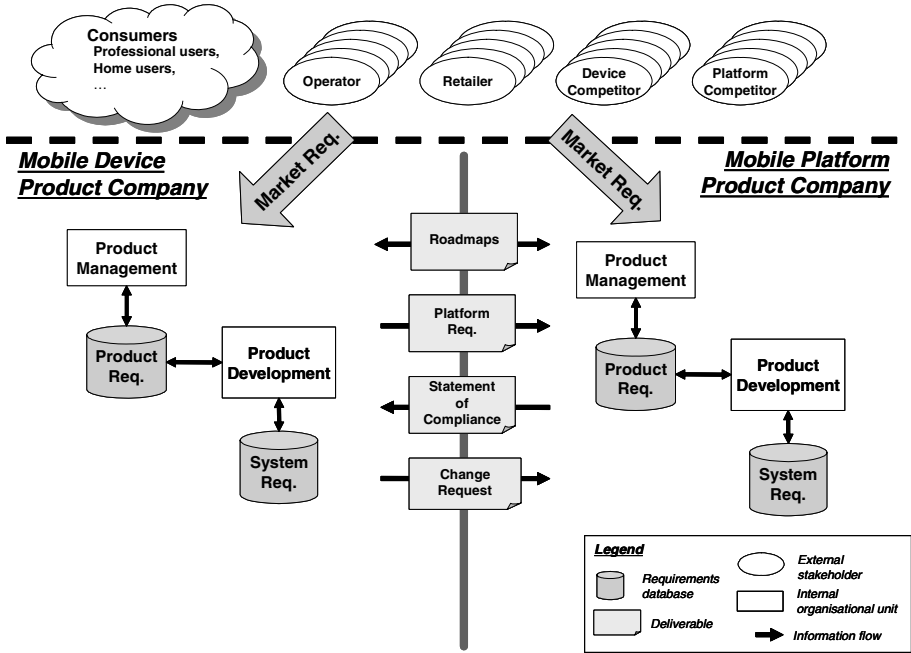 Consumers
Professional users,
Home users,
…
Operator
Retailer
Device
Competitor
Platform
Competitor
Mobile Device
Product Company
Market Req.
Market Req.
Mobile Platform
Product Company
Product
Management
Product
Req.
Product
Development
System
Req.
Roadmaps
Platform
Req.
Statement
of
Compliance
Change
Request
Product
Management
Product
Req.
Product
Development
System
Req.
Legend
Requirements
database
Deliverable
External
stakeholder
Internal
organisational unit
Information flow